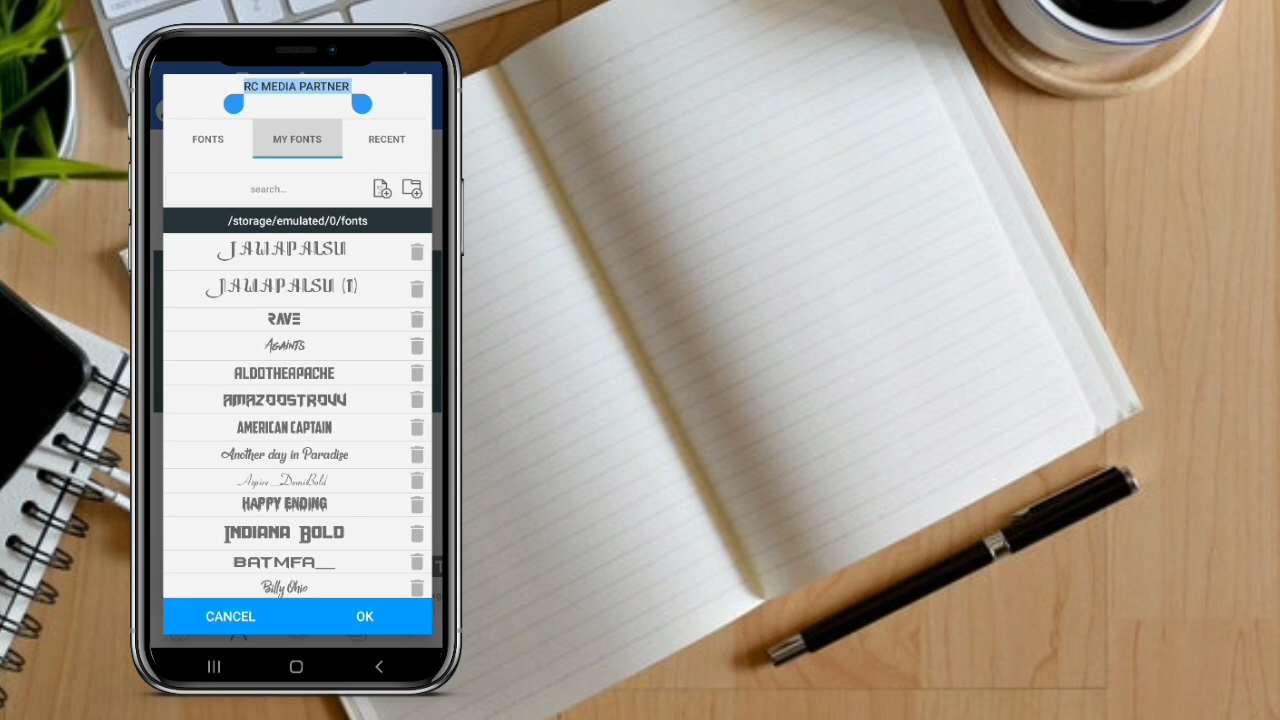 RC MEDIA PARTNER
FONTS MY FONTS RECENT
search...
/storage/emulated/0/fonts
JAWAPALSU
JAWAPALSU (1)
RAVE
Againts
ALDOTHEAPACHE
AMAZOOSTROVV
AMERICAN CAPTAIN
Another day in Paradise
Aspire_DemiBold
HAPPY ENDING
INDIANA BOLD
BATMFA__
Billy Ohio
CANCEL OK